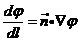 dφ/dl = n⃗ • ∇φ